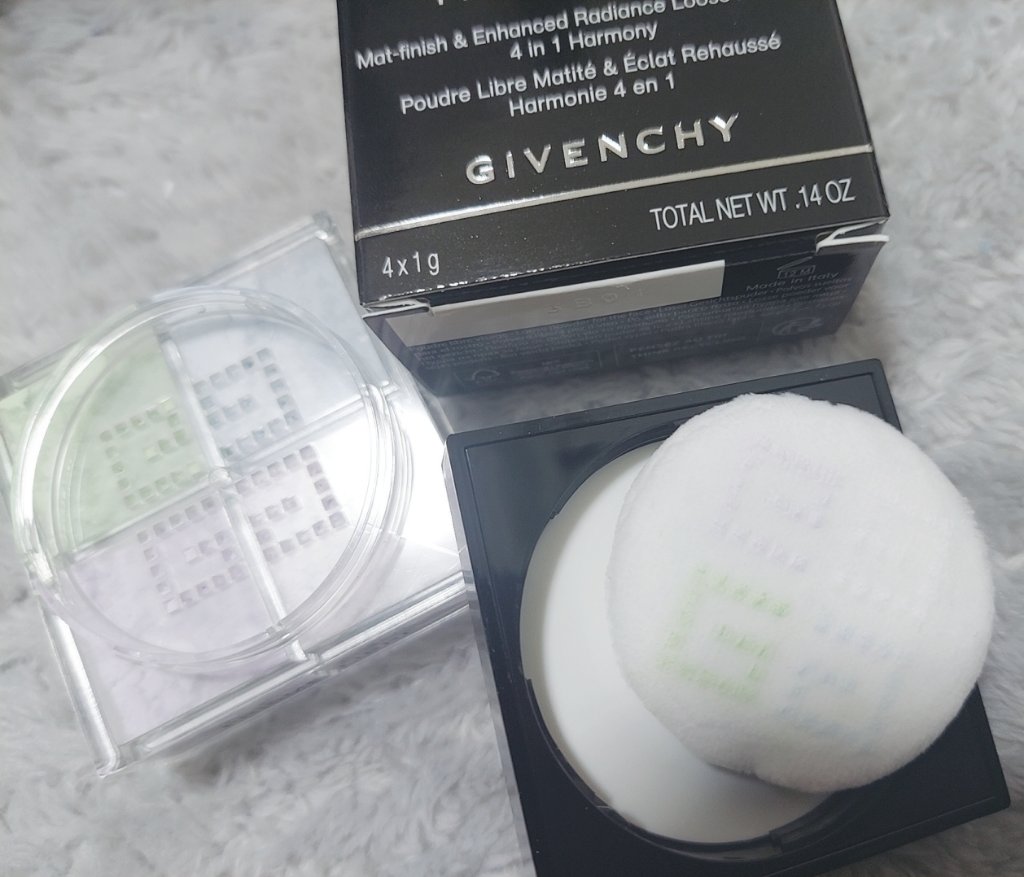 Mat-finish & Enhanced Radiance Loose
4 in 1 Harmony
Poudre Libre Matité & Éclat Rehaussé
Harmonie 4 en 1
GIVENCHY
TOTAL NET WT .14 OZ
4x1g
12 M
Made in Italy